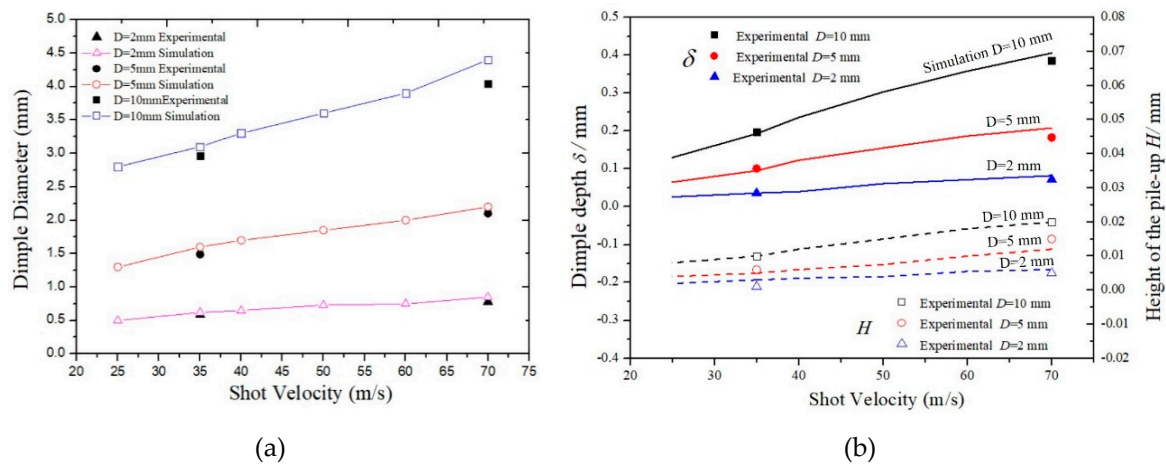 (a)
5.0
4.5
4.0
3.5
3.0
2.5
2.0
1.5
1.0
0.5
0.0
Dimple Diameter (mm)
D=2mm Experimental
D=2mm Simulation
D=5mm Experimental
D=5mm Simulation
D=10mmExperimental
D=10mm Simulation
20 25 30 35 40 45 50 55 60 65 70 75
Shot Velocity (m/s)
(a)
(b)
0.5
0.4
0.3
0.2
0.1
0.0
-0.1
-0.2
-0.3
-0.4
Dimple depth δ / mm
δ
Experimental D=10 mm
Experimental D=5 mm
Experimental D=2 mm
Simulation D=10 mm
D=5 mm
D=2 mm
D=10 mm
D=5 mm
D=2 mm
H
Experimental D=10 mm
Experimental D=5 mm
Experimental D=2 mm
0.08
0.07
0.06
0.05
0.04
0.03
0.02
0.01
0.00
-0.01
-0.02
Height of the pile-up H/ mm
20 30 40 50 60 70
Shot Velocity (m/s)
(b)